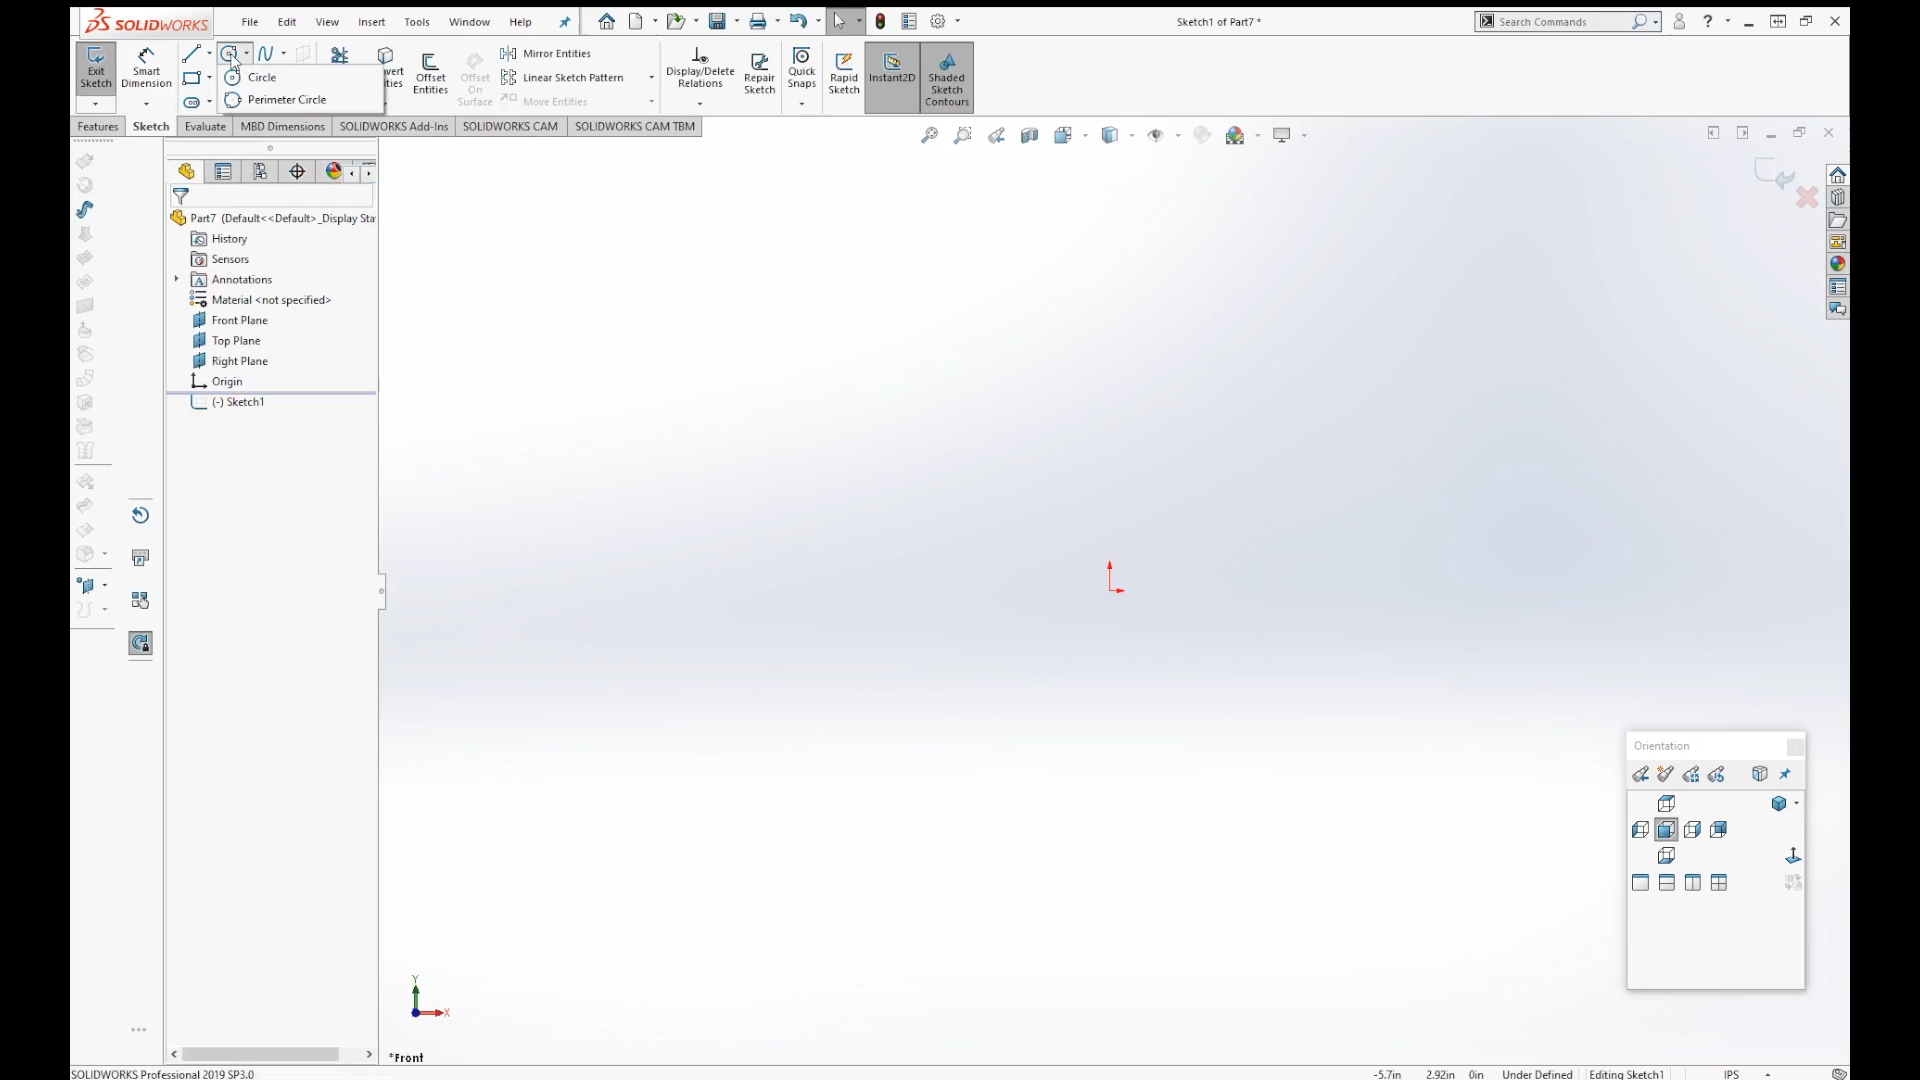 SOLIDWORKS File Edit View Insert Tools Window Help Sketch1 of Part7 * Search Commands ?
Exit Sketch
Smart Dimension
Circle
Perimeter Circle
Offset Entities
Offset On Surface
Mirror Entities
Linear Sketch Pattern
Move Entities
Display/Delete Relations
Repair Sketch
Quick Snaps
Rapid Sketch
Instant2D
Shaded Sketch Contours
Features Sketch Evaluate MBD Dimensions SOLIDWORKS Add-Ins SOLIDWORKS CAM SOLIDWORKS CAM TBM
Part7 (Default<<Default>_Display Sta
History
Sensors
Annotations
Material <not specified>
Front Plane
Top Plane
Right Plane
Origin
(-) Sketch1
Orientation
Y
X
*Front
SOLIDWORKS Professional 2019 SP3.0 -5.7in 2.92in 0in Under Defined Editing Sketch1 IPS